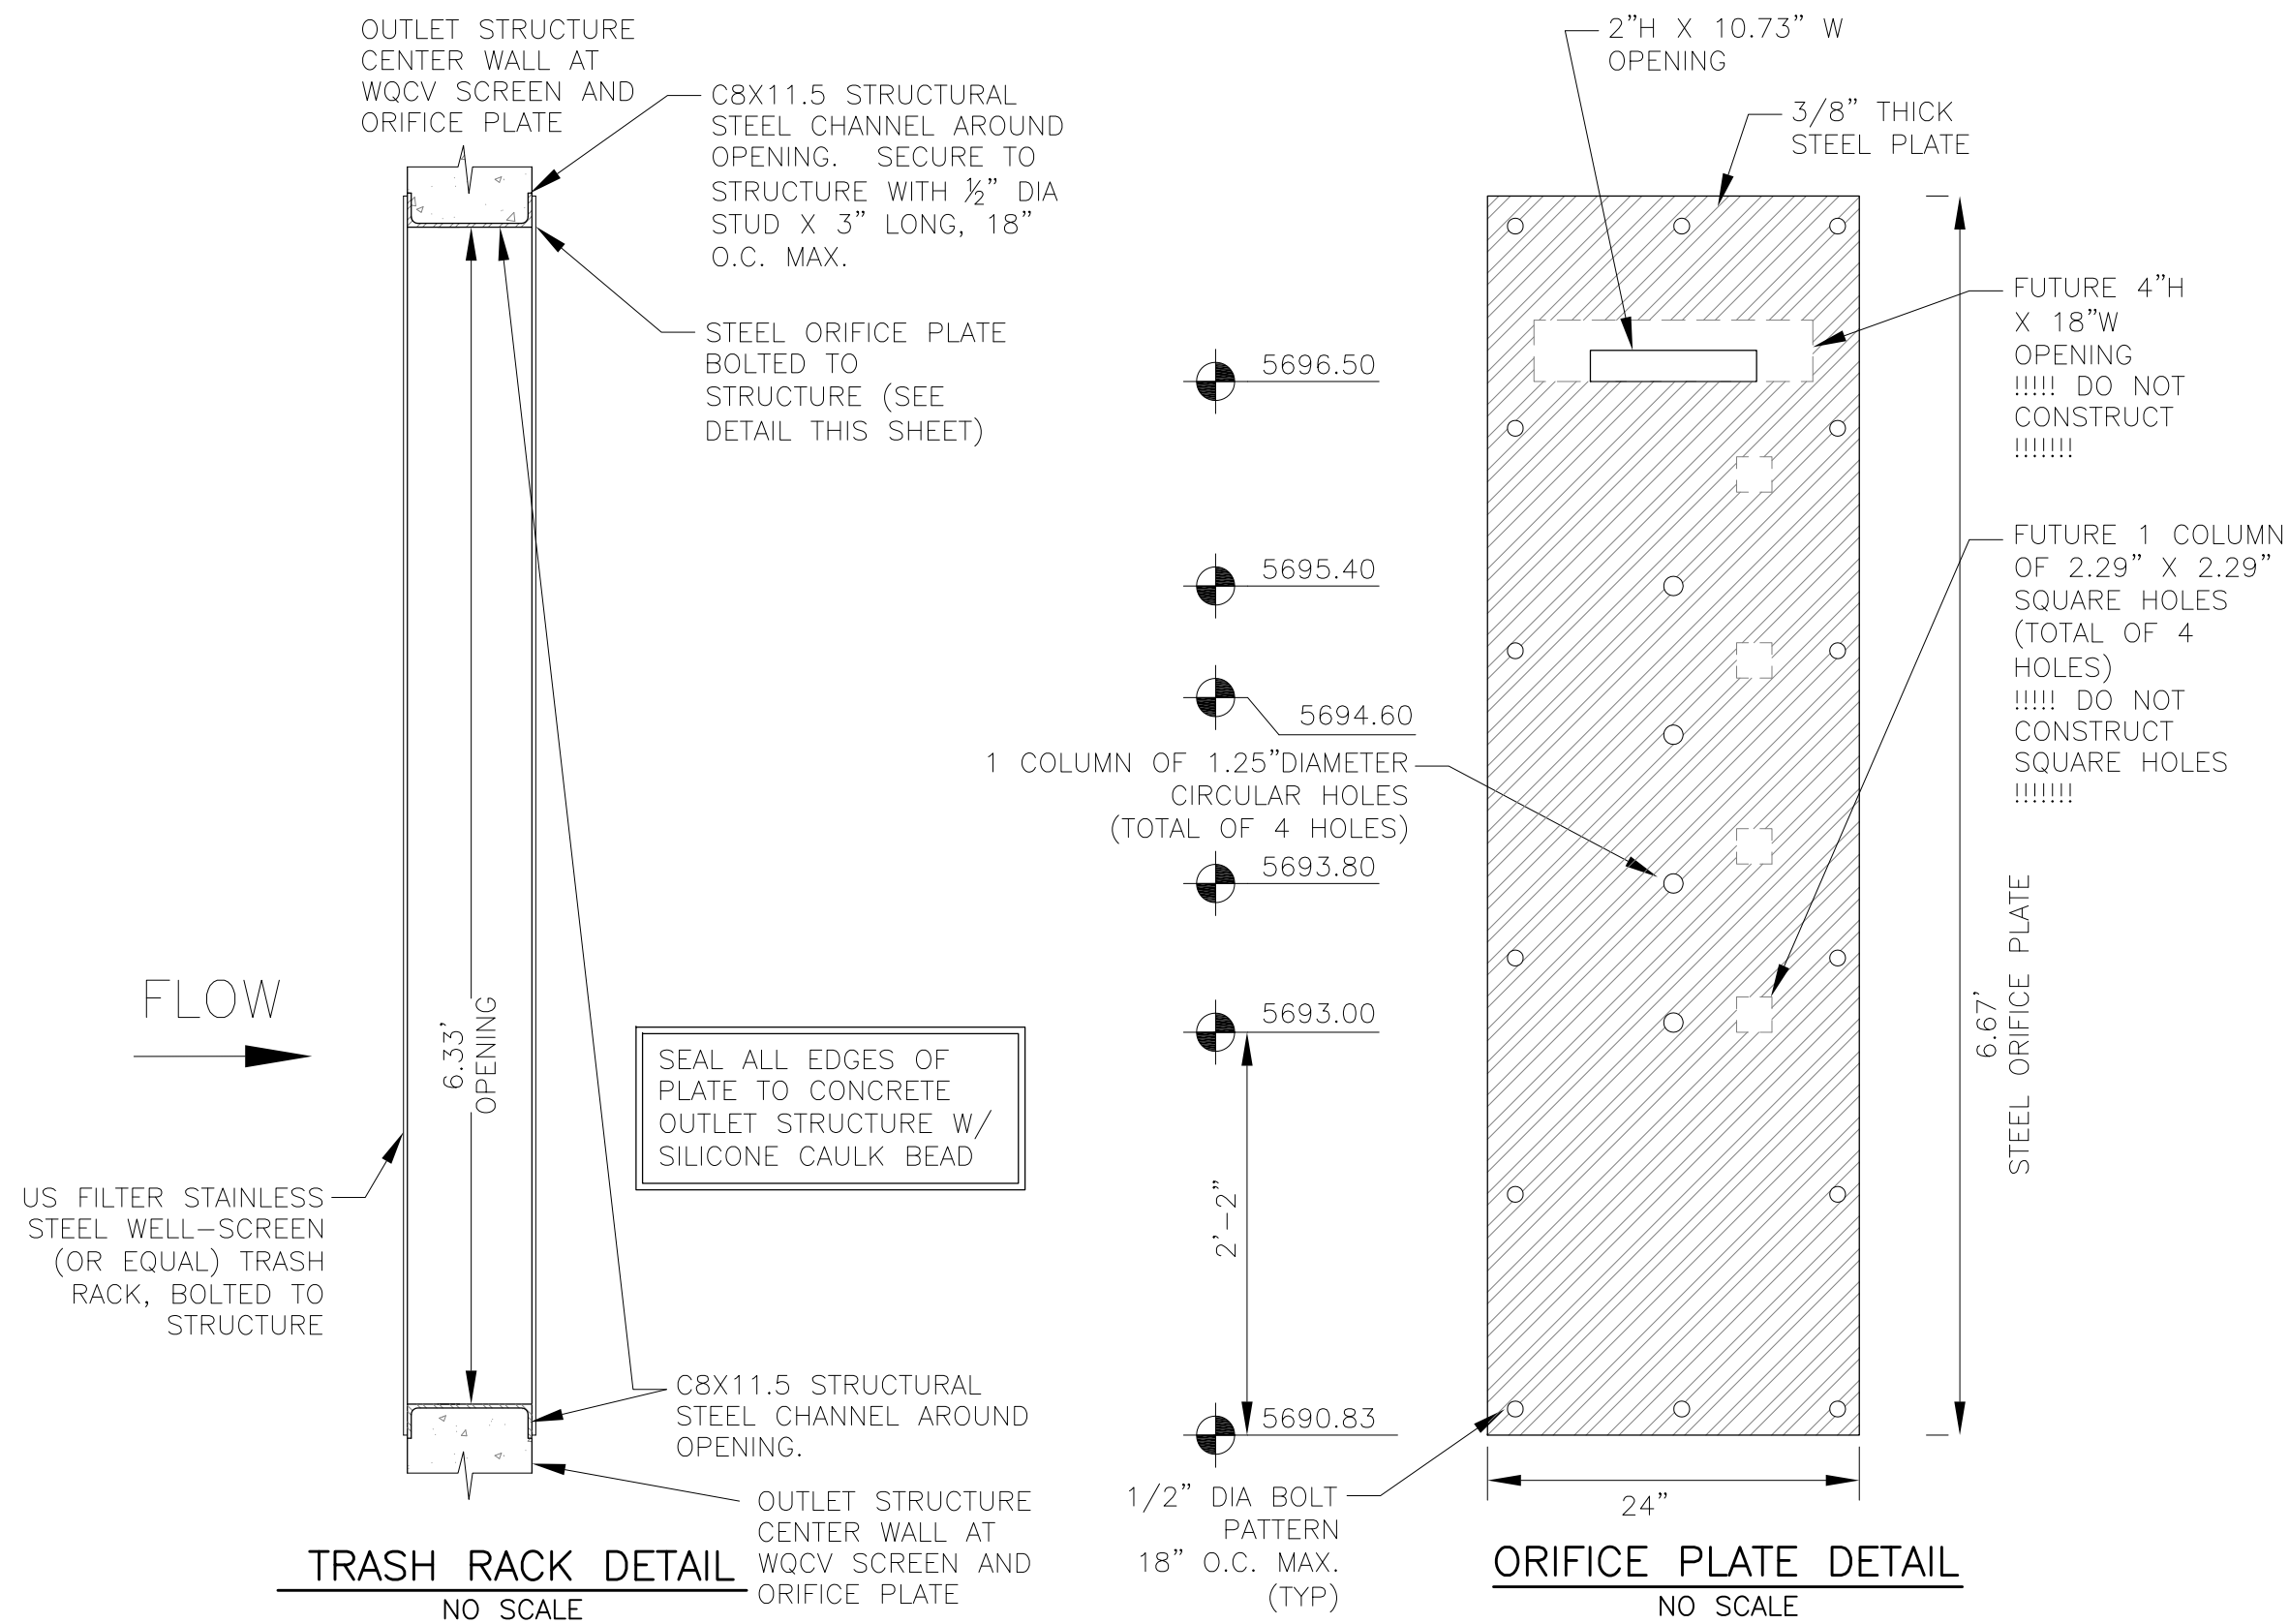 OUTLET STRUCTURE
CENTER WALL AT
WQCV SCREEN AND
ORIFICE PLATE
C8X11.5 STRUCTURAL
STEEL CHANNEL AROUND
OPENING. SECURE TO
STRUCTURE WITH ½" DIA
STUD X 3" LONG, 18"
O.C. MAX.
STEEL ORIFICE PLATE
BOLTED TO
STRUCTURE (SEE
DETAIL THIS SHEET)
FLOW
6.33'
OPENING
SEAL ALL EDGES OF
PLATE TO CONCRETE
OUTLET STRUCTURE W/
SILICONE CAULK BEAD
US FILTER STAINLESS
STEEL WELL-SCREEN
(OR EQUAL) TRASH
RACK, BOLTED TO
STRUCTURE
C8X11.5 STRUCTURAL
STEEL CHANNEL AROUND
OPENING.
OUTLET STRUCTURE
CENTER WALL AT
WQCV SCREEN AND
ORIFICE PLATE
TRASH RACK DETAIL
NO SCALE
2"H X 10.73" W
OPENING
3/8" THICK
STEEL PLATE
FUTURE 4"H
X 18"W
OPENING
!!!!! DO NOT
CONSTRUCT
!!!!!!!
FUTURE 1 COLUMN
OF 2.29" X 2.29"
SQUARE HOLES
(TOTAL OF 4
HOLES)
!!!!! DO NOT
CONSTRUCT
SQUARE HOLES
!!!!!!!
5696.50
5695.40
5694.60
1 COLUMN OF 1.25"DIAMETER
CIRCULAR HOLES
(TOTAL OF 4 HOLES)
5693.80
5693.00
2'-2"
5690.83
6.67'
STEEL ORIFICE PLATE
1/2" DIA BOLT
PATTERN
18" O.C. MAX.
(TYP)
24"
ORIFICE PLATE DETAIL
NO SCALE